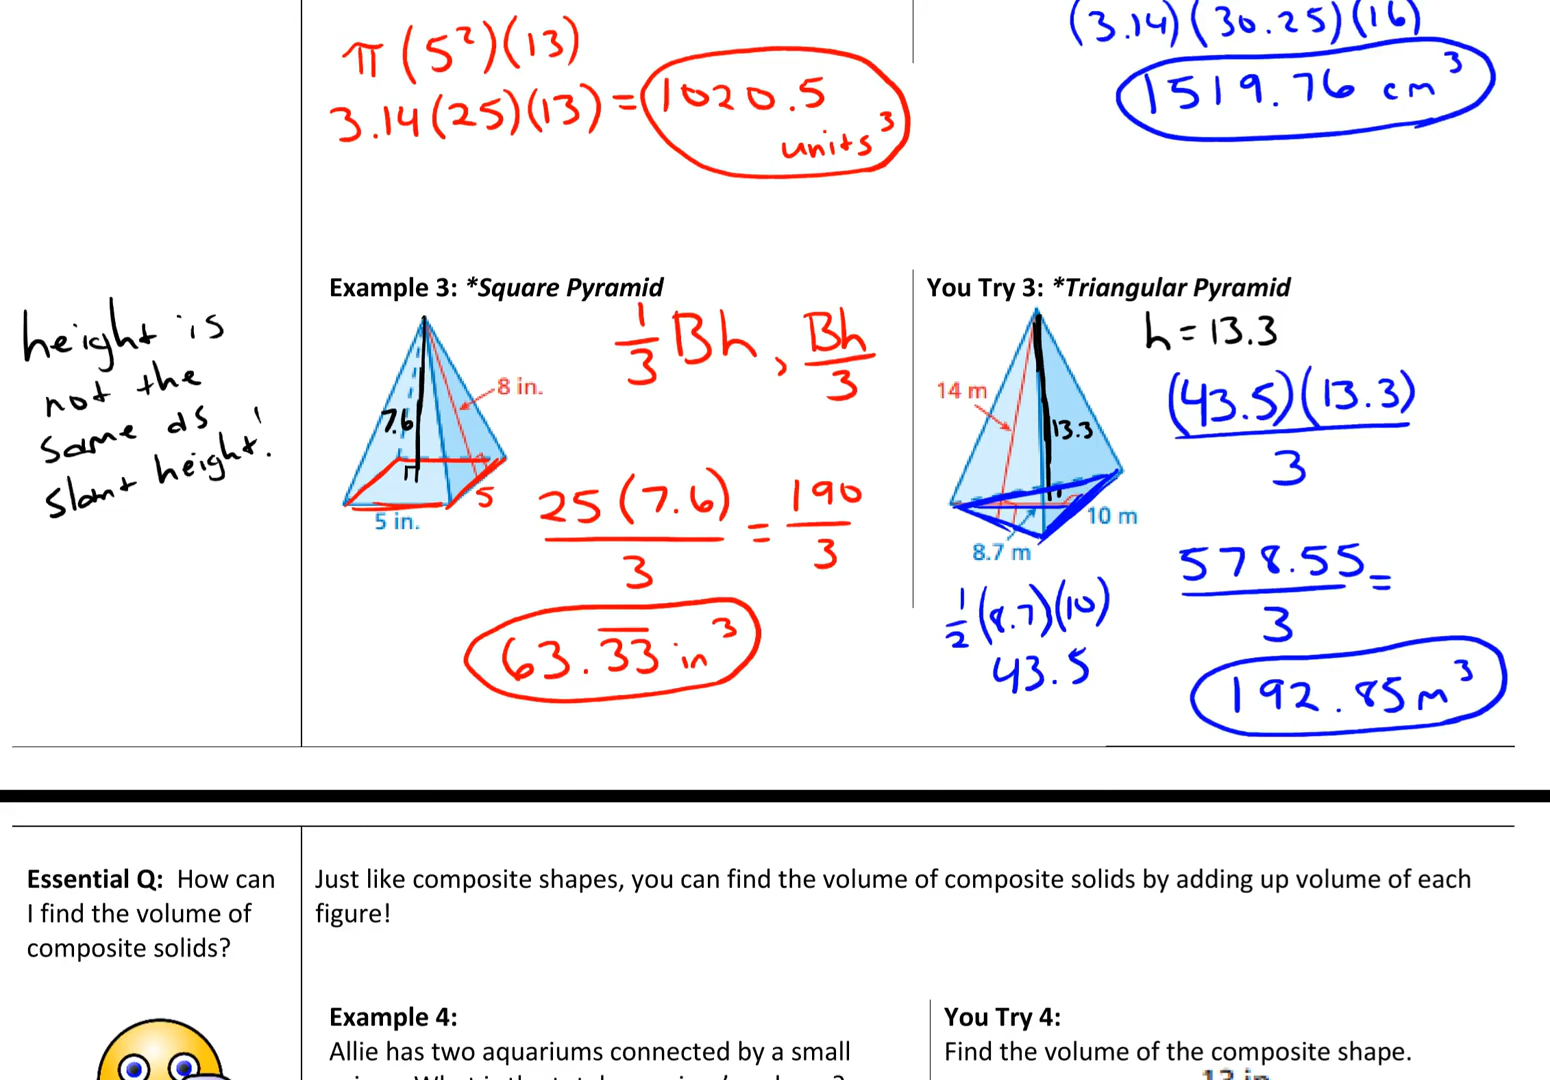 π(5²)(13)
3.14(25)(13) = 1020.5
units³
(3.14)(30.25)(16)
1519.76 cm³
height is
not the
same as
slant height!
Example 3: *Square Pyramid
1/3 Bh, Bh/3
8 in.
7.6
5
5 in.
25(7.6)/3 = 190/3
63.3̅3̅ in³
You Try 3: *Triangular Pyramid
h = 13.3
14 m
13.3
10 m
8.7 m
(43.5)(13.3)/3
1/2(8.7)(10)
43.5
578.55/3 =
192.85 m³
Essential Q: How can
I find the volume of
composite solids?
Just like composite shapes, you can find the volume of composite solids by adding up volume of each
figure!
Example 4:
Allie has two aquariums connected by a small
You Try 4:
Find the volume of the composite shape.